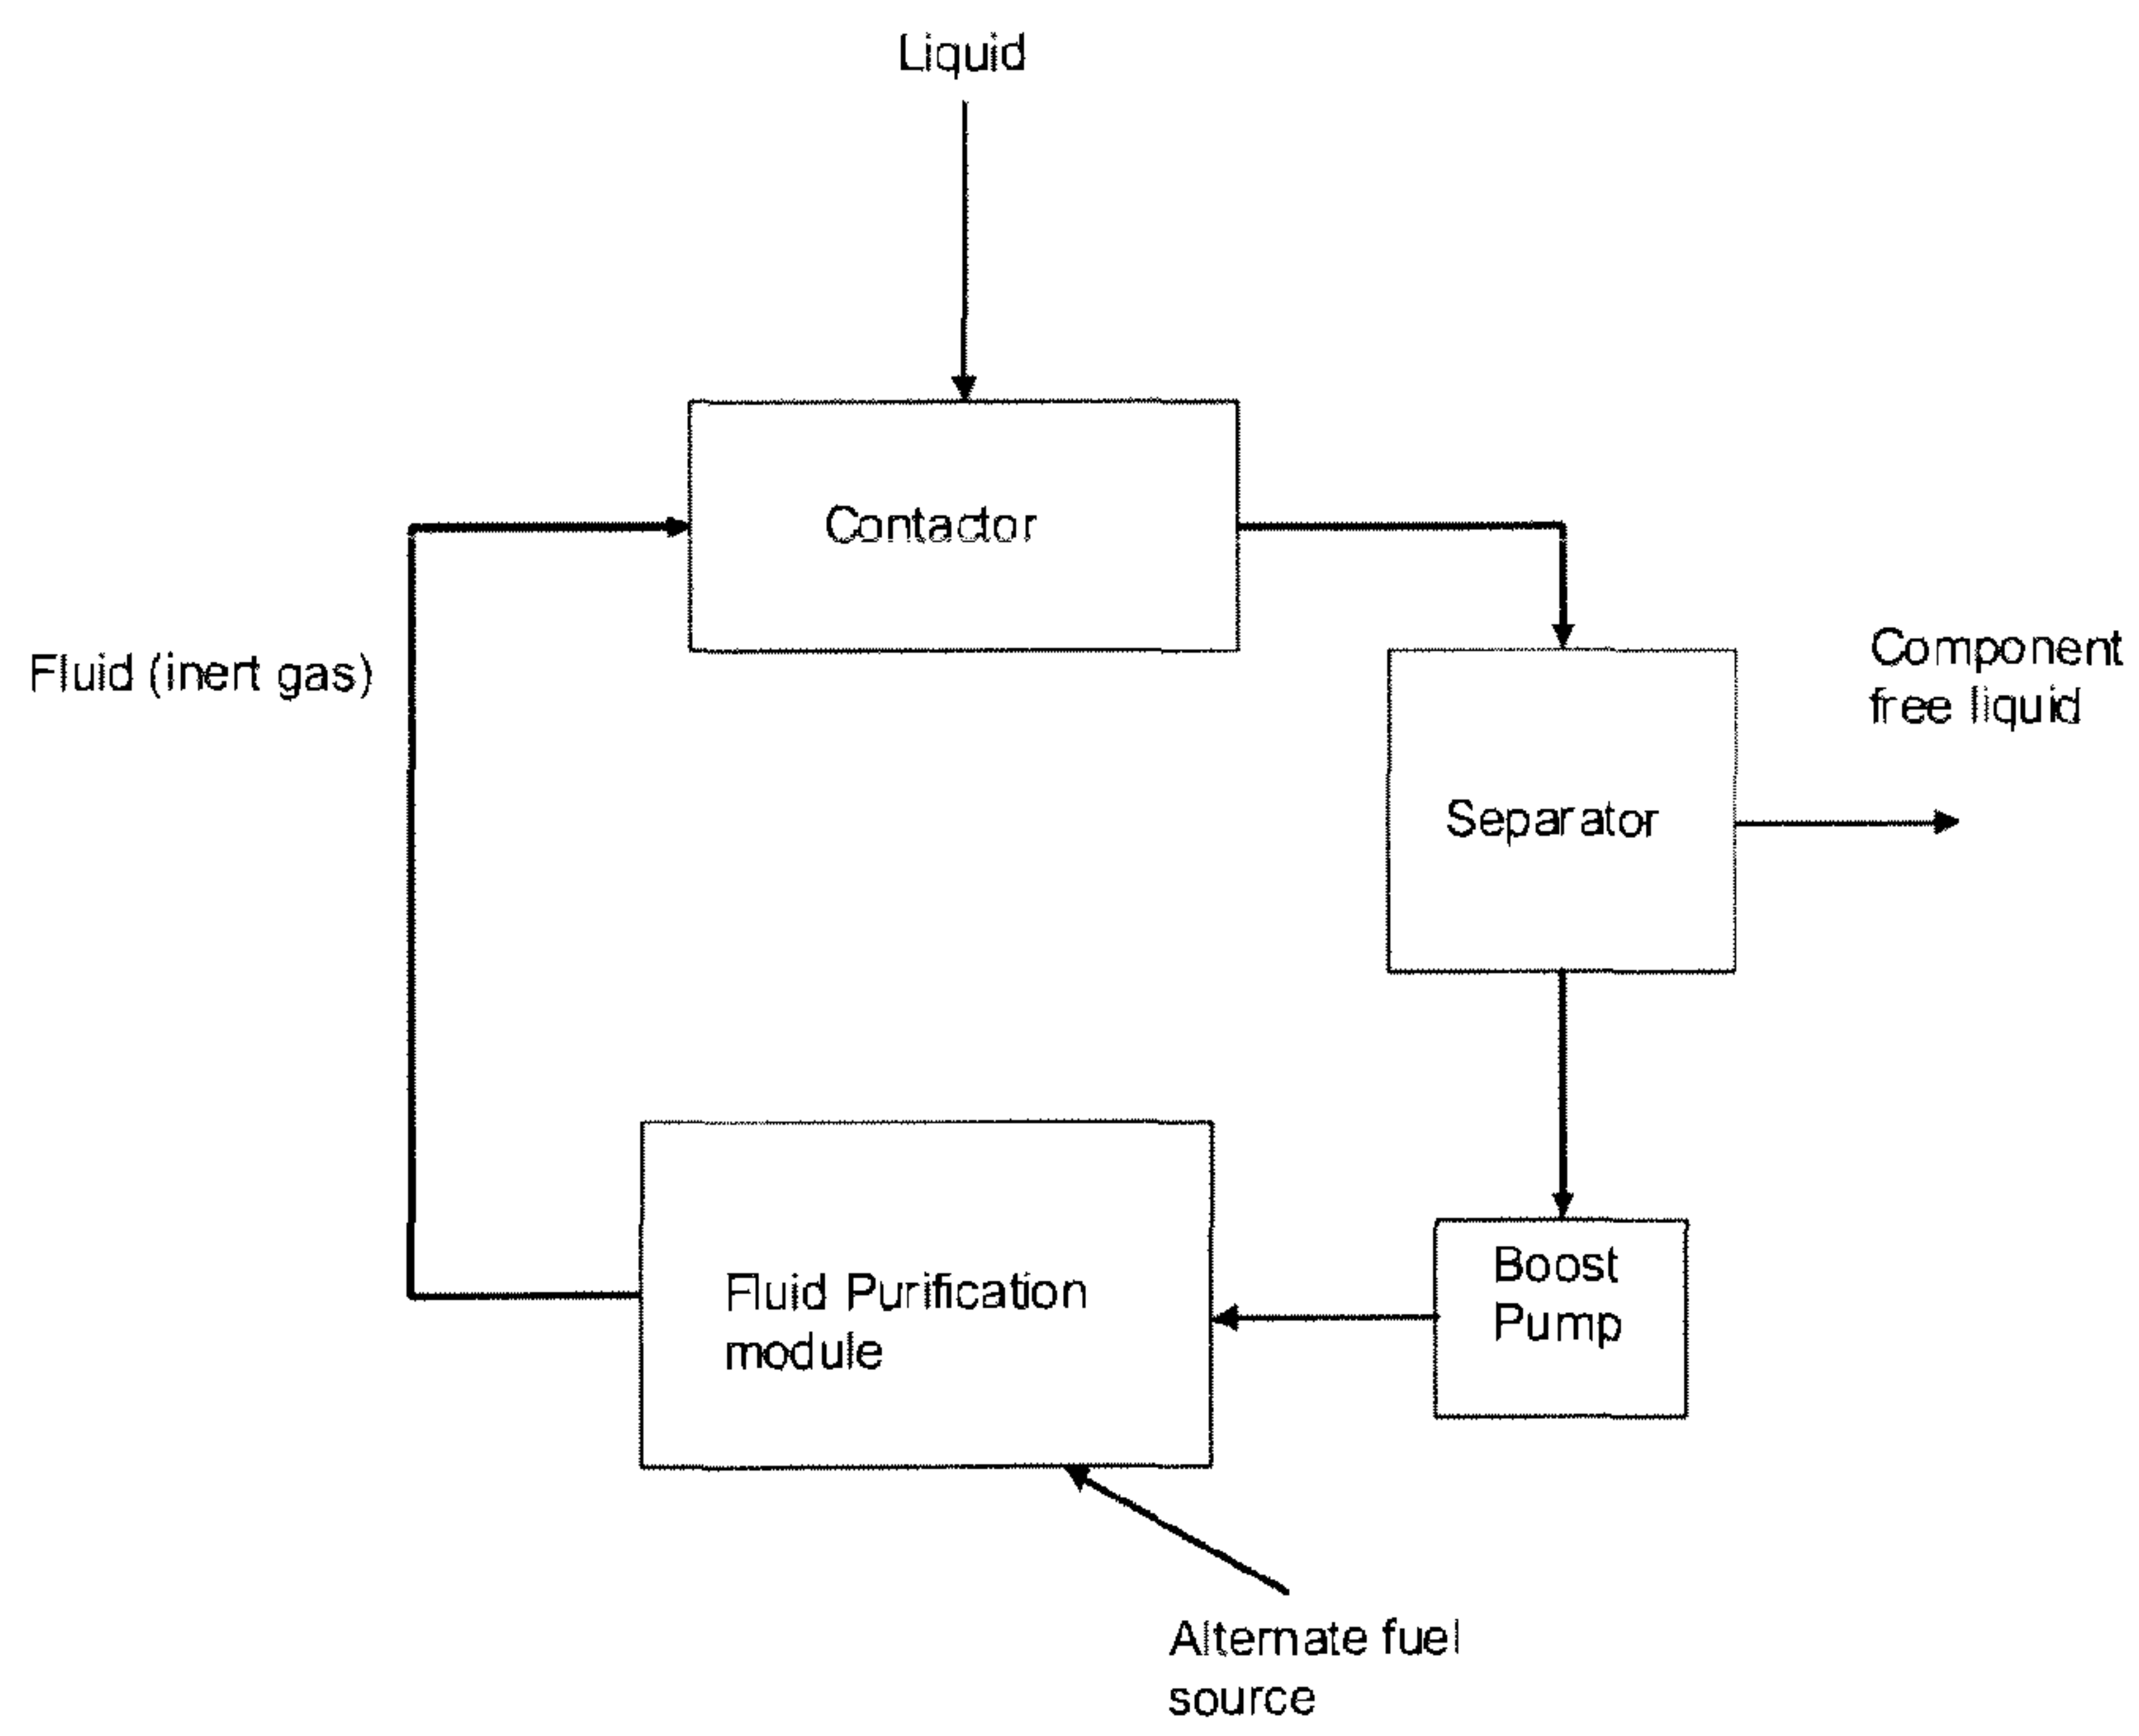 Liquid
Contactor
Fluid (inert gas)
Component
free liquid
Separator
Boost
Pump
Fluid Purification
module
Alternate fuel
source